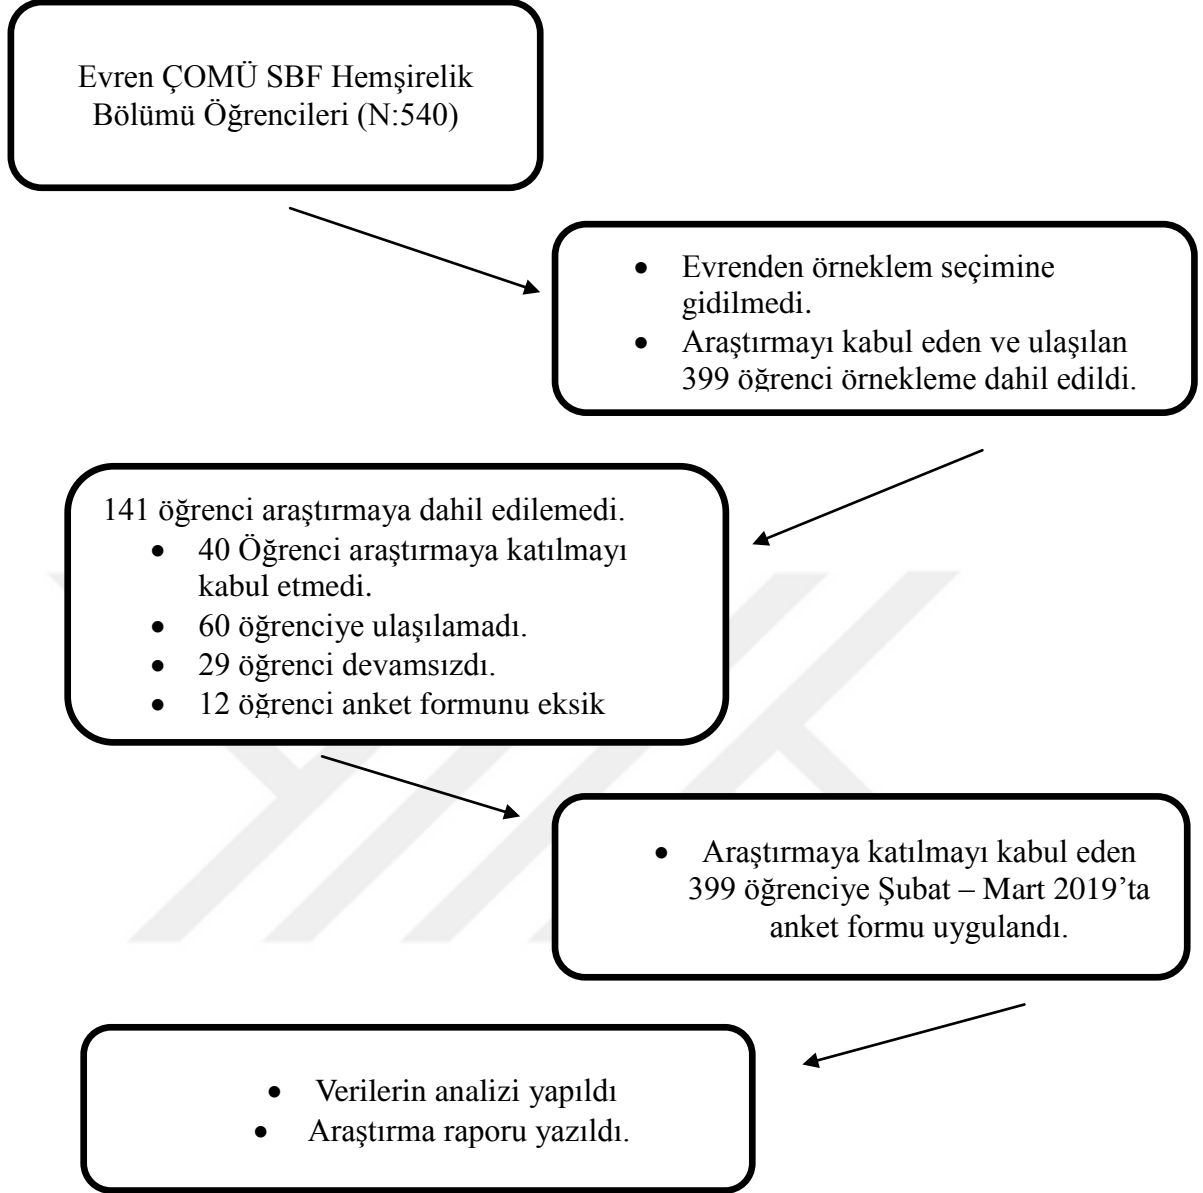 Evren ÇOMÜ SBF Hemşirelik
Bölümü Öğrencileri (N:540)
• Evrenden örneklem seçimine
gidilmedi.
• Araştırmayı kabul eden ve ulaşılan
399 öğrenci örnekleme dahil edildi.
141 öğrenci araştırmaya dahil edilemedi.
• 40 Öğrenci araştırmaya katılmayı
kabul etmedi.
• 60 öğrenciye ulaşılamadı.
• 29 öğrenci devamsızdı.
• 12 öğrenci anket formunu eksik
• Araştırmaya katılmayı kabul eden
399 öğrenciye Şubat – Mart 2019’ta
anket formu uygulandı.
• Verilerin analizi yapıldı
• Araştırma raporu yazıldı.